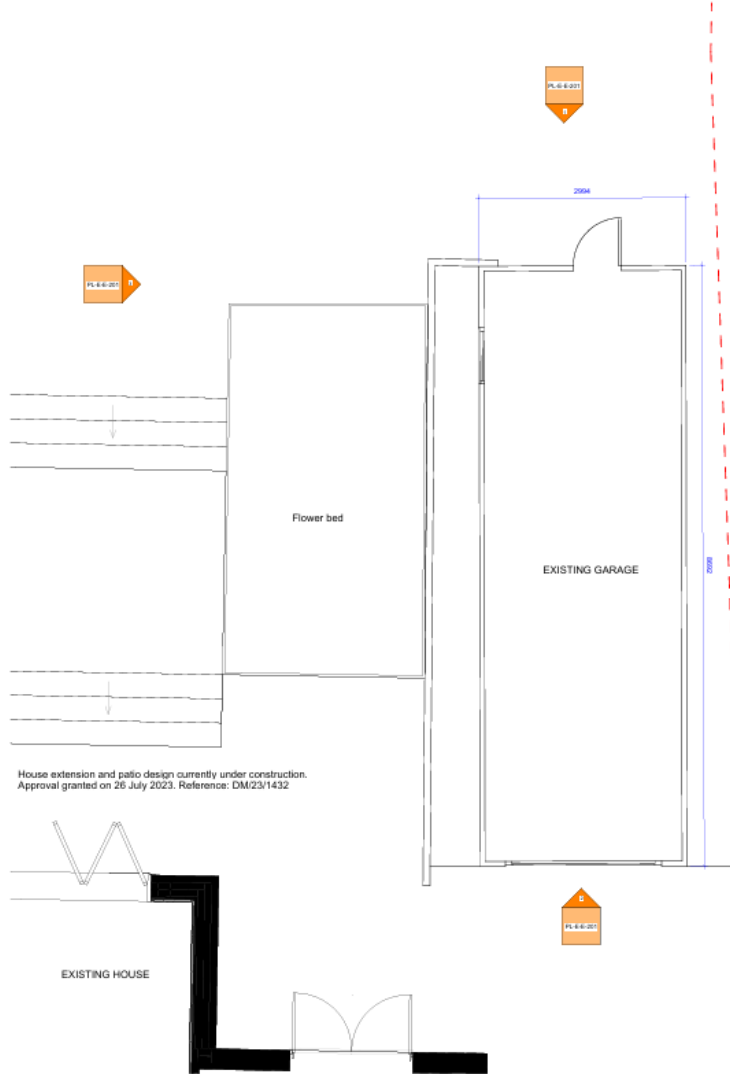 PL-E-E-201
2994
PL-E-E-201
Flower bed
EXISTING GARAGE
House extension and patio design currently under construction.
Approval granted on 26 July 2023. Reference: DM/23/1432
PL-E-E-201
EXISTING HOUSE